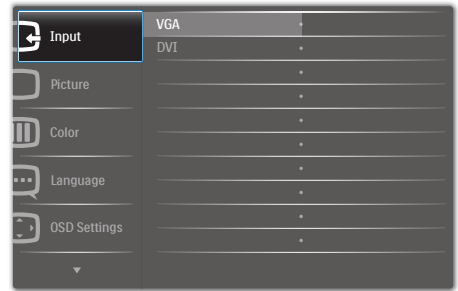 Input
Picture
Color
Language
OSD Settings
VGA
DVI